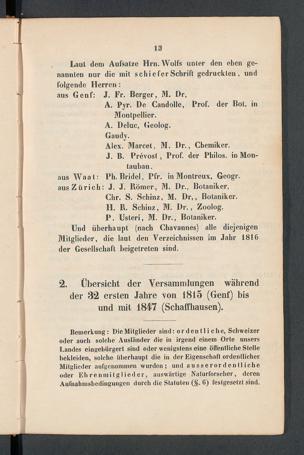 13
Laut dem Aufsatze Hrn. Wolfs unter den eben ge-
nannten nur die mit schiefer Schrift gedruckten, und
folgende Herren:
aus Genf: J. Fr. Berger, M. Dr.
A. Pyr. De Candolle, Prof. der Bot. in
Montpellier.
A. Deluc, Geolog.
Gaudy.
Alex. Marcet, M. Dr., Chemiker.
J. B. Prévost, Prof. der Philos. in Mon-
tauban.
aus Waat: Ph. Bridel, Pfr. in Montreux, Geogr.
aus Zürich: J. J. Römer, M. Dr., Botaniker.
Chr. S. Schinz, M. Dr., Botaniker.
H. R. Schinz, M. Dr., Zoolog.
P. Usteri, M. Dr., Botaniker.
Und überhaupt (nach Chavannes) alle diejenigen
Mitglieder, die laut den Verzeichnissen im Jahr 1816
der Gesellschaft beigetreten sind.
2. Übersicht der Versammlungen während
der 32 ersten Jahre von 1815 (Genf) bis
und mit 1847 (Schaffhausen).
Bemerkung: Die Mitglieder sind: ordentliche, Schweizer
oder auch solche Ausländer die in irgend einem Orte unsers
Landes eingebürgert sind oder wenigstens eine öffentliche Stelle
bekleiden, solche überhaupt die in der Eigenschaft ordentlicher
Mitglieder aufgenommen wurden; und ausserordentliche
oder Ehrenmitglieder, auswärtige Naturforscher, deren
Aufnahmsbedingungen durch die Statuten (§. 6) festgesetzt sind.